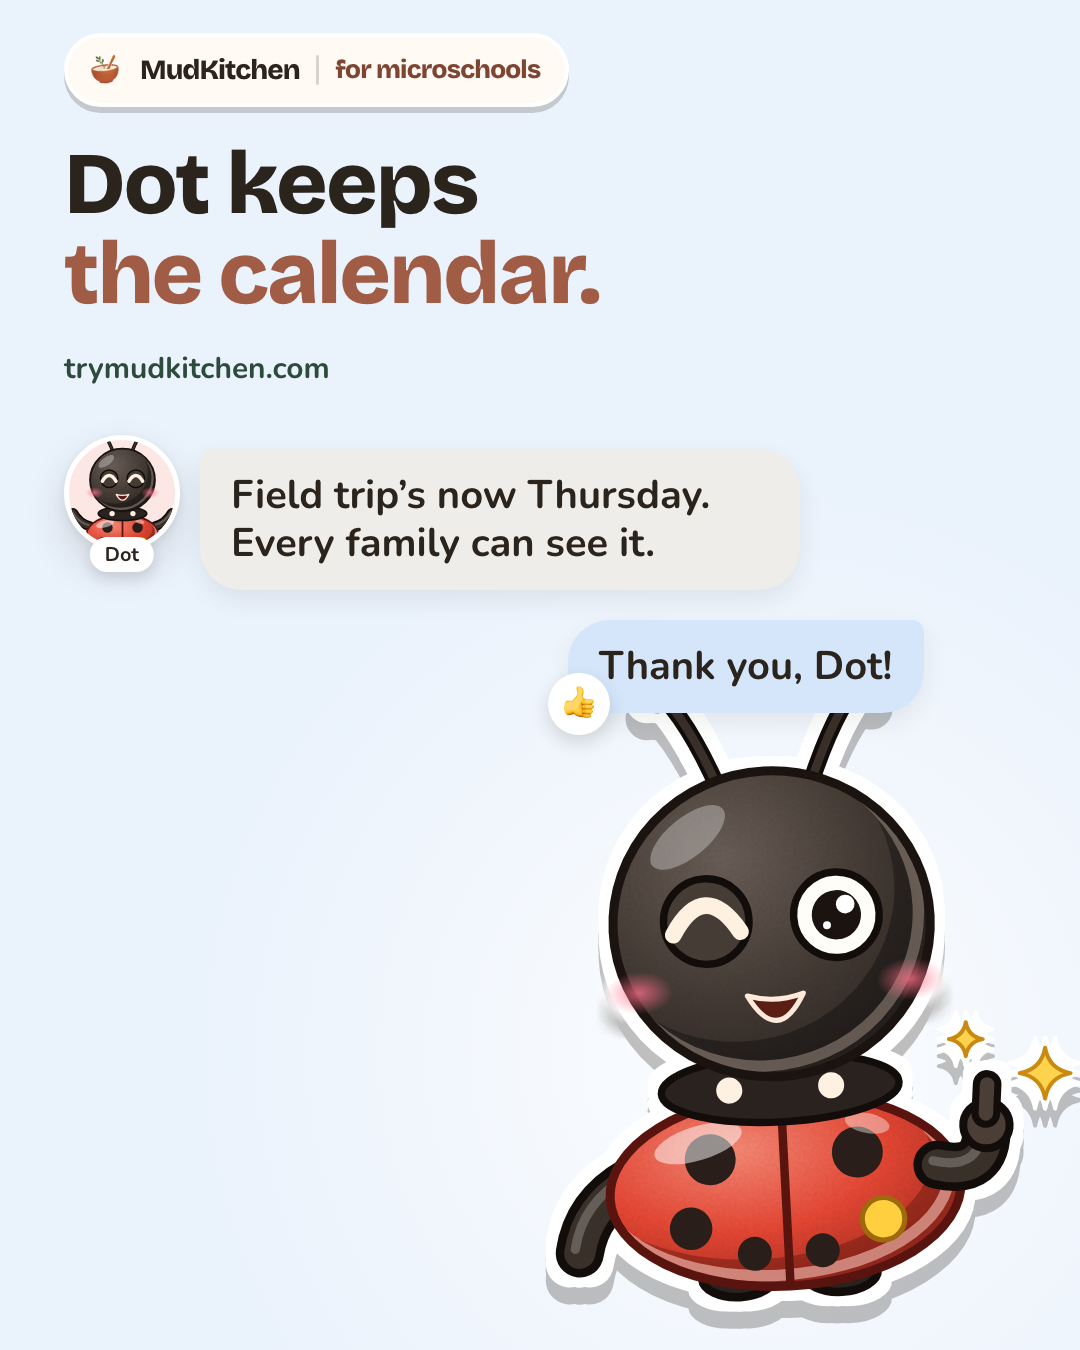 MudKitchen | for microschools
Dot keeps
the calendar.
trymudkitchen.com
Dot
Field trip’s now Thursday.
Every family can see it.
Thank you, Dot!